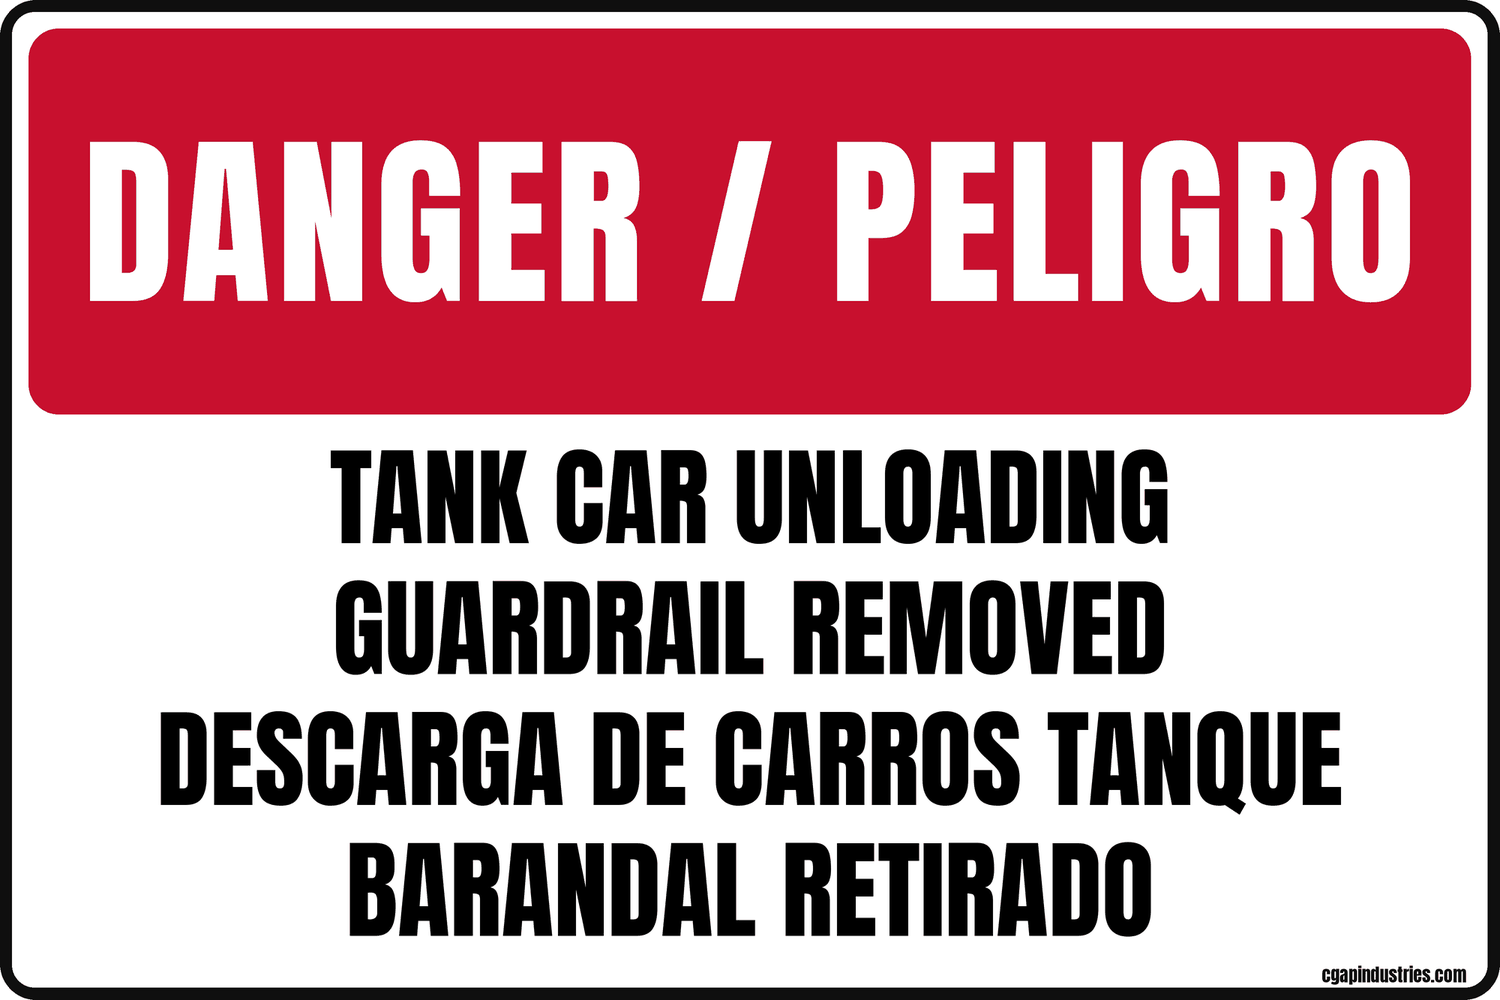 DANGER / PELIGRO
TANK CAR UNLOADING
GUARDRAIL REMOVED
DESCARGA DE CARROS TANQUE
BARANDAL RETIRADO
cgapindustries.com